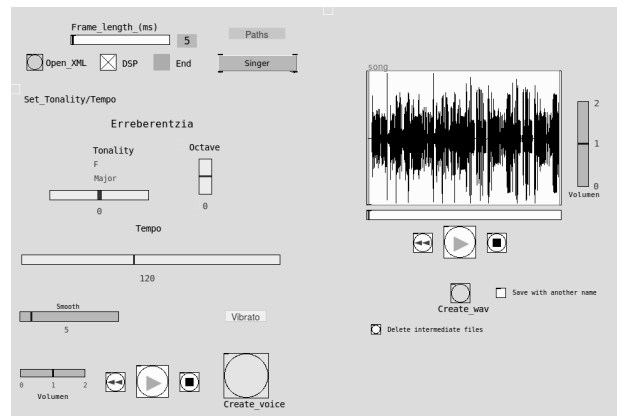 Frame_length_(ms)
5
Paths
Open_XML
DSP
End
Singer
Set_Tonality/Tempo
Erreberentzia
Tonality
Octave
F
Major
0
0
Tempo
120
Smooth
5
Vibrato
0 1 2
Volumen
Create_voice
song
2
1
0
Volumen
Create_wav
Save with another name
Delete intermediate files